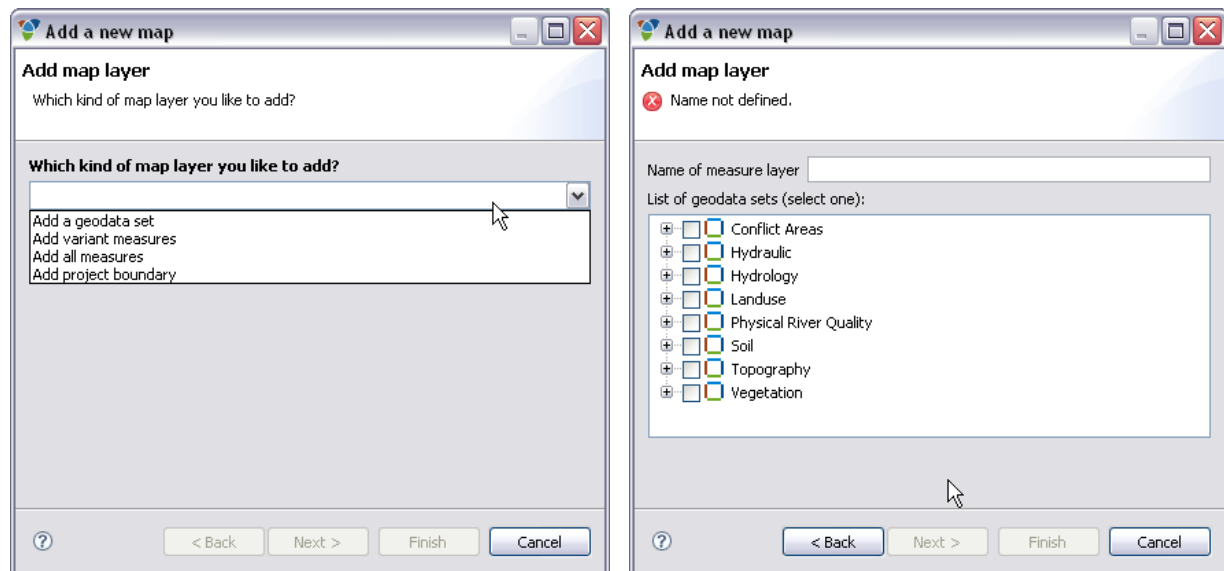 Add a new map
Add map layer
Which kind of map layer you like to add?
Which kind of map layer you like to add?
Add a geodata set
Add variant measures
Add all measures
Add project boundary
< Back
Next >
Finish
Cancel
Add a new map
Add map layer
Name not defined.
Name of measure layer
List of geodata sets (select one):
Conflict Areas
Hydraulic
Hydrology
Landuse
Physical River Quality
Soil
Topography
Vegetation
< Back
Next >
Finish
Cancel